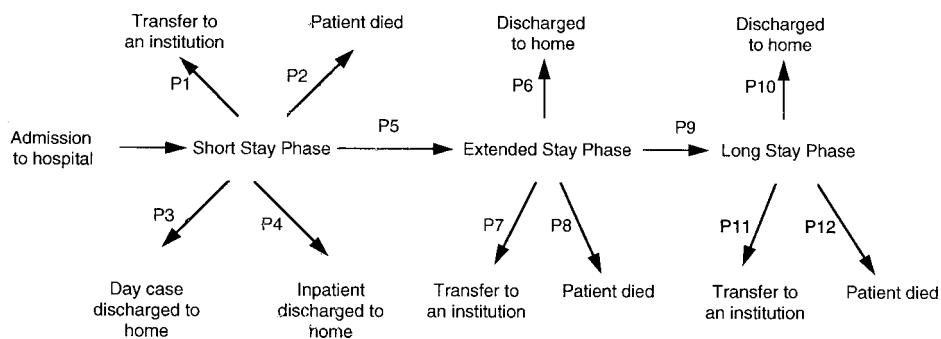 Transfer to
an institution
Patient died
Discharged
to home
Discharged
to home
P1
P2
P6
P10
Admission
to hospital
Short Stay Phase
P5
Extended Stay Phase
P9
Long Stay Phase
P3
P4
P7
P8
P11
P12
Day case
discharged to
home
Inpatient
discharged to
home
Transfer to
an institution
Patient died
Transfer to
an institution
Patient died